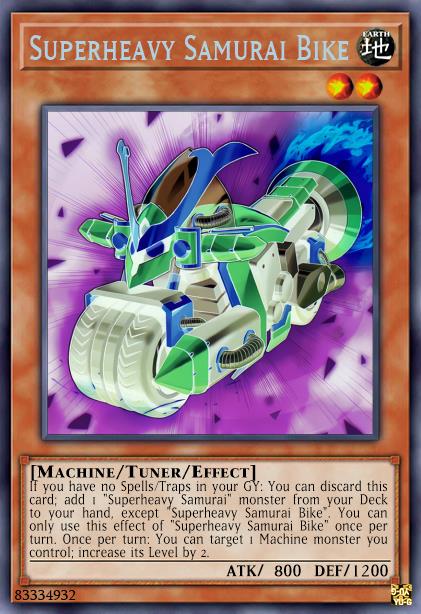 Superheavy Samurai Bike
EARTH
地
[Machine/Tuner/Effect]
If you have no Spells/Traps in your GY: You can discard this
card; add 1 "Superheavy Samurai" monster from your Deck
to your hand, except "Superheavy Samurai Bike". You can
only use this effect of "Superheavy Samurai Bike" once per
turn. Once per turn: You can target 1 Machine monster you
control; increase its Level by 2.
ATK/ 800 DEF/1200
83334932